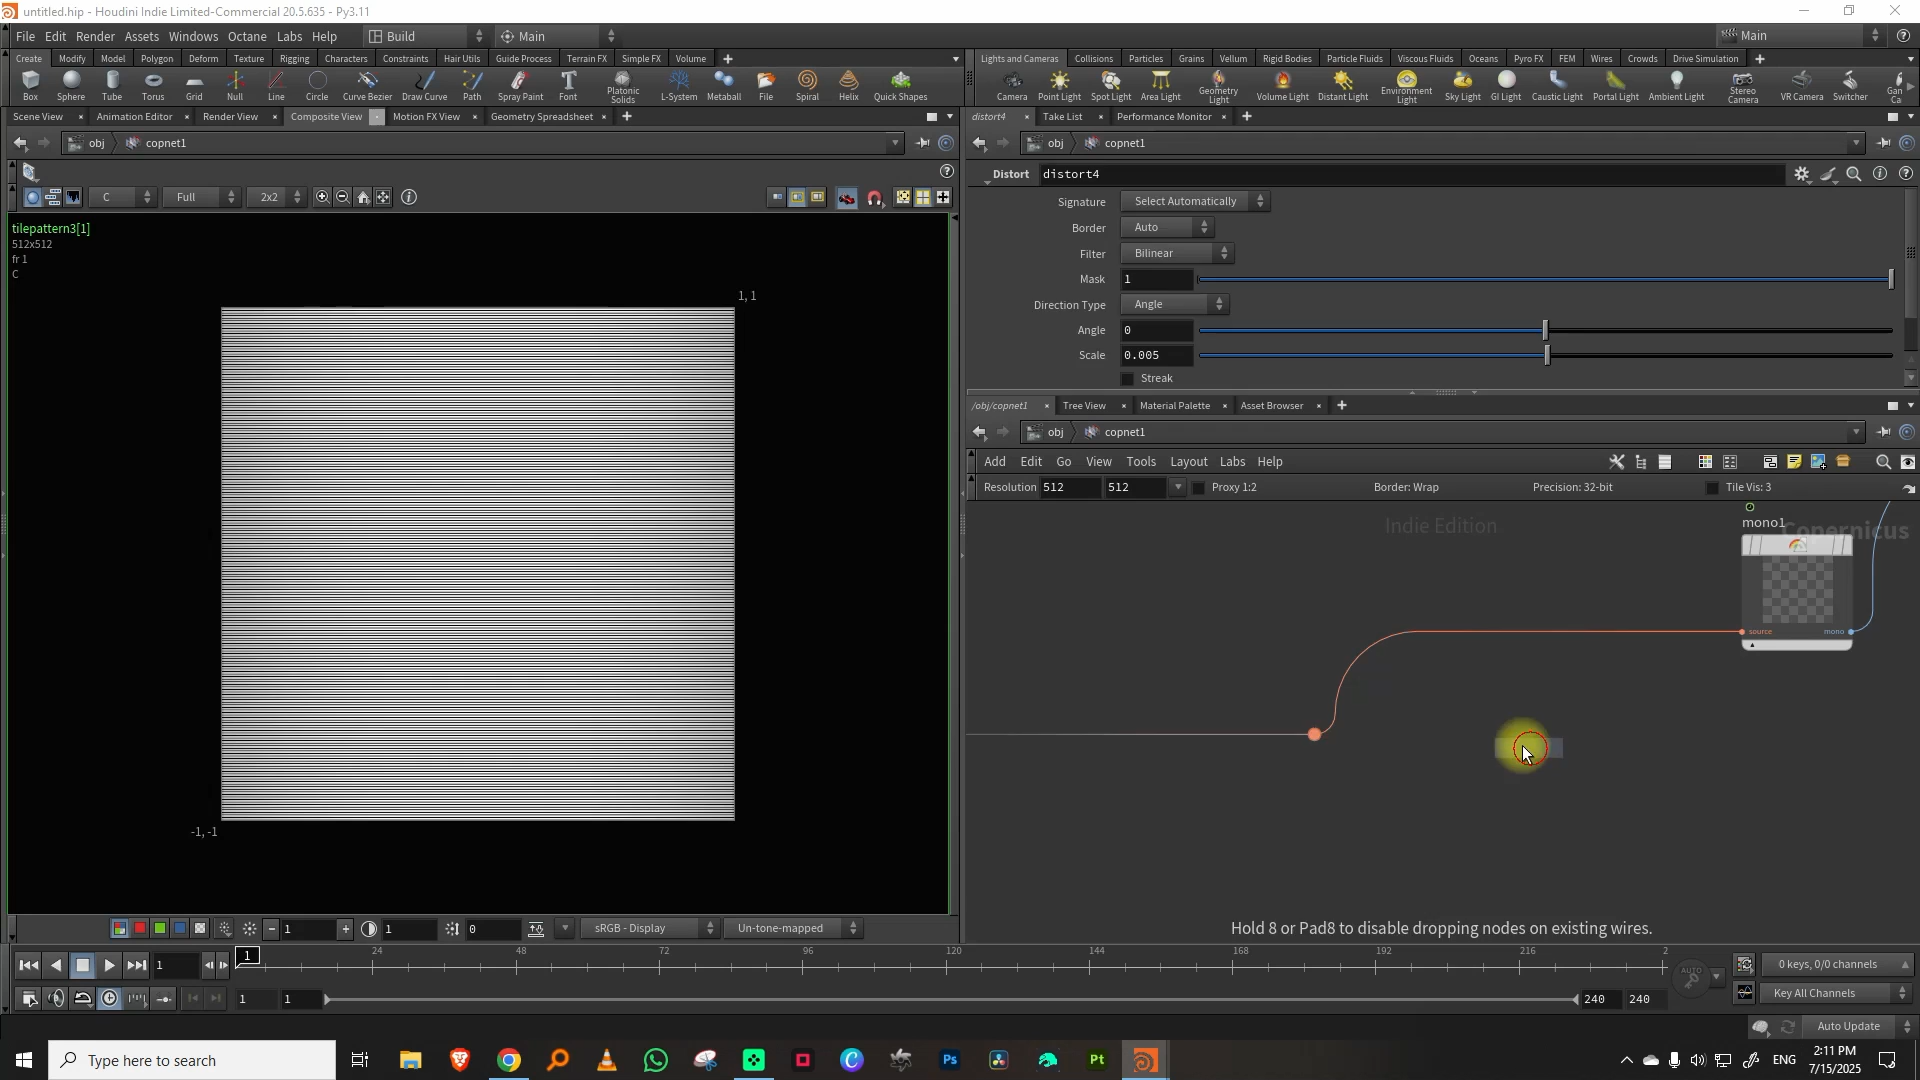 untitled.hip - Houdini Indie Limited-Commercial 20.5.635 - Py3.11
File Edit Render Assets Windows Octane Labs Help Build Main Main
Create Modify Model Polygon Deform Texture Rigging Characters Constraints Hair Utils Guide Process Terrain FX Simple FX Volume
Lights and Cameras Collisions Particles Grains Vellum Rigid Bodies Particle Fluids Viscous Fluids Oceans Pyro FX FEM Wires Crowds Drive Simulation
Box Sphere Tube Torus Grid Null Line Circle Curve Bezier Draw Curve Path Spray Paint Font Platonic Solids L-System Metaball File Spiral Helix Quick Shapes
Camera Point Light Spot Light Area Light Geometry Light Volume Light Distant Light Environment Light Sky Light GI Light Caustic Light Portal Light Ambient Light Stereo Camera VR Camera Switcher Gan Ca
Scene View Animation Editor Render View Composite View Motion FX View Geometry Spreadsheet
distort4 Take List Performance Monitor
obj copnet1
obj copnet1
Distort distort4
C Full 2x2
Signature Select Automatically
Border Auto
Filter Bilinear
Mask 1
Direction Type Angle
Angle 0
Scale 0.005
Streak
tilepattern3[1]
512x512
fr 1
C
1, 1
-1, -1
/obj/copnet1 Tree View Material Palette Asset Browser
obj copnet1
Add Edit Go View Tools Layout Labs Help
Resolution 512 512 Proxy 1:2 Border: Wrap Precision: 32-bit Tile Vis: 3
Indie Edition
Copernicus
mono1
source mono
Hold 8 or Pad8 to disable dropping nodes on existing wires.
1 1 0 sRGB - Display Un-tone-mapped
1 1 24 48 72 96 120 144 168 192 216 2
AUTO 0 keys, 0/0 channels
1 1 240 240 Key All Channels
Auto Update
Type here to search
Ps Pt
ENG 2:11 PM
7/15/2025